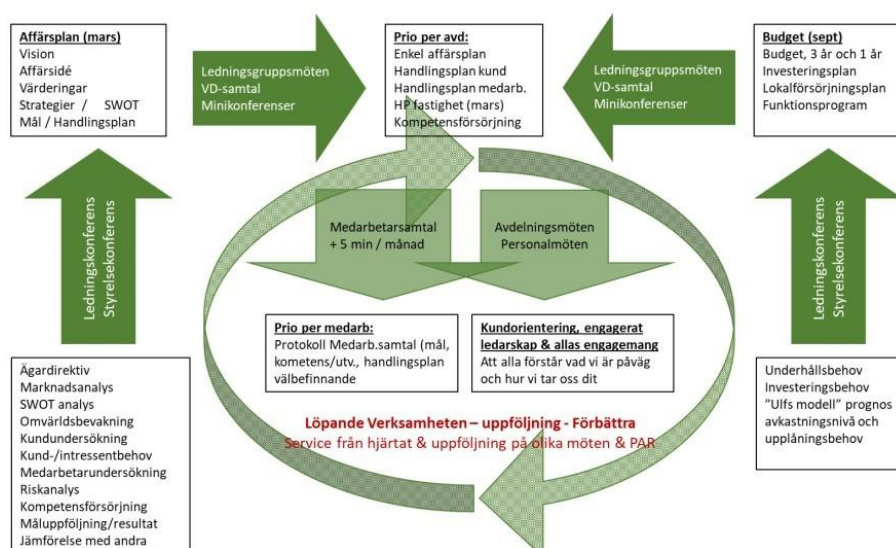 Affärsplan (mars)
Vision
Affärsidé
Värderingar
Strategier / SWOT
Mål / Handlingsplan
Ledningsgruppsmöten
VD-samtal
Minikonferenser
Prio per avd:
Enkel affärsplan
Handlingsplan kund
Handlingsplan medarb.
HP fastighet (mars)
Kompetensförsörjning
Ledningsgruppsmöten
VD-samtal
Minikonferenser
Budget (sept)
Budget, 3 år och 1 år
Investeringsplan
Lokalförsörjningsplan
Funktionsprogram
Ledningskonferens
Styrelsekonferens
Medarbetarsamtal
+ 5 min / månad
Avdelningsmöten
Personalmöten
Ledningskonferens
Styrelsekonferens
Prio per medarb:
Protokoll Medarb.samtal (mål,
kometens/utv., handlingsplan
välbefinnande
Kundorientering, engagerat
ledarskap & allas engagemang
Att alla förstår vad vi är påväg
och hur vi tar oss dit
Ägardirektiv
Marknadsanalys
SWOT analys
Omvärldsbevakning
Kundundersökning
Kund-/intressentbehov
Medarbetarundersökning
Riskanalys
Kompetensförsörjning
Måluppföljning/resultat
Jämförelse med andra
Underhållsbehov
Investeringsbehov
”Ulfs modell” prognos
avkastningsnivå och
upplåningsbehov
Löpande Verksamheten – uppföljning - Förbättra
Service från hjärtat & uppföljning på olika möten & PAR